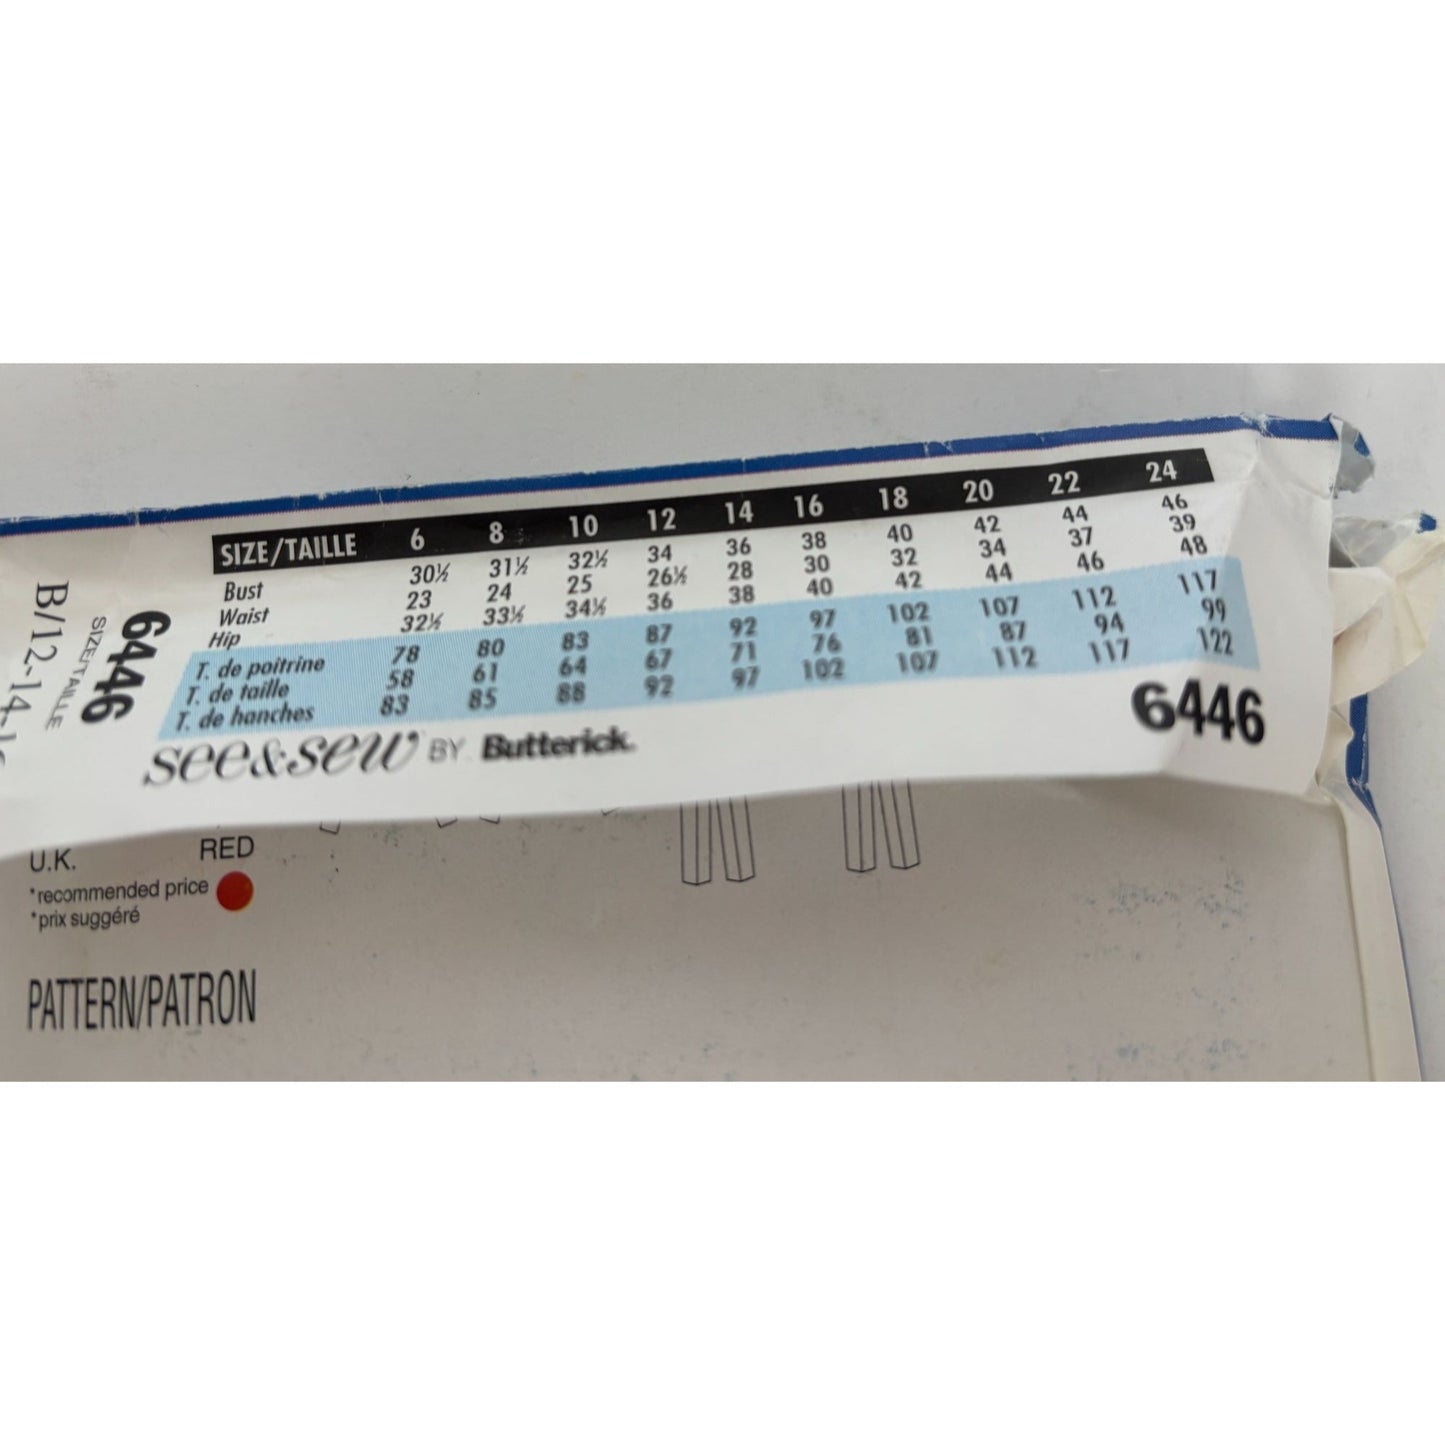 SIZE/TAILLE 6 8 10 12 14 16 18 20 22 24
Bust 30½ 31½ 32½ 34 36 38 40 42 44 46
Waist 23 24 25 26½ 28 30 32 34 37 39
Hip 32½ 33½ 34½ 36 38 40 42 44 46 48
T. de poitrine 78 80 83 87 92 97 102 107 112 117
T. de taille 58 61 64 67 71 76 81 87 94 99
T. de hanches 83 85 88 92 97 102 107 112 117 122
see&sew BY Butterick
6446
6446
SIZE/TAILLE
B/12-14-
U.K. RED
*recommended price
*prix suggéré
PATTERN/PATRON